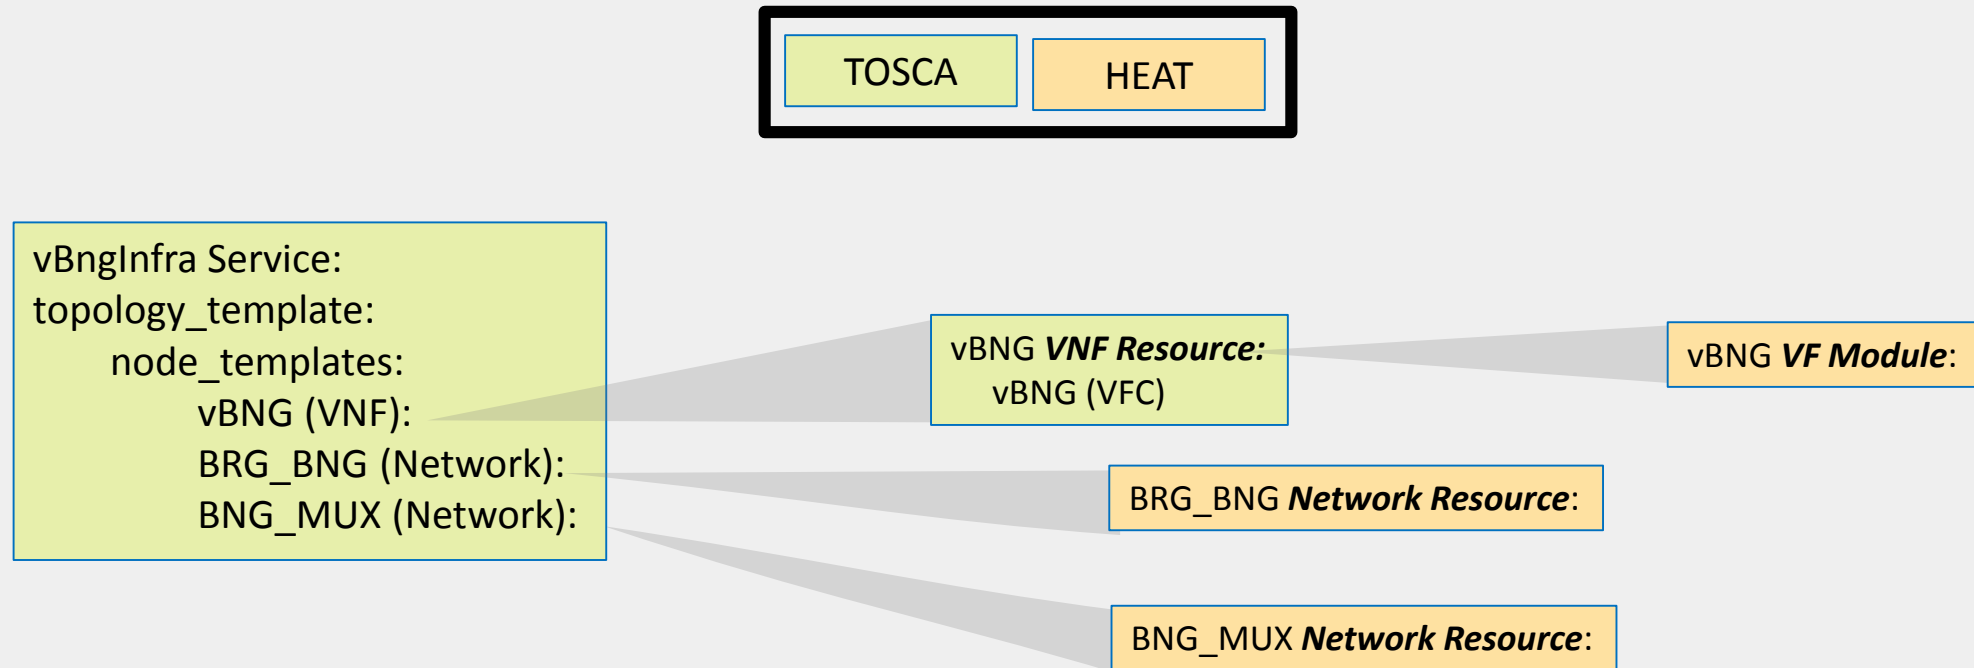 TOSCA
HEAT
vBngInfra Service:
topology_template:
node_templates:
vBNG (VNF):
BRG_BNG (Network):
BNG_MUX (Network):
vBNG VNF Resource:
vBNG (VFC)
vBNG VF Module:
BRG_BNG Network Resource:
BNG_MUX Network Resource: